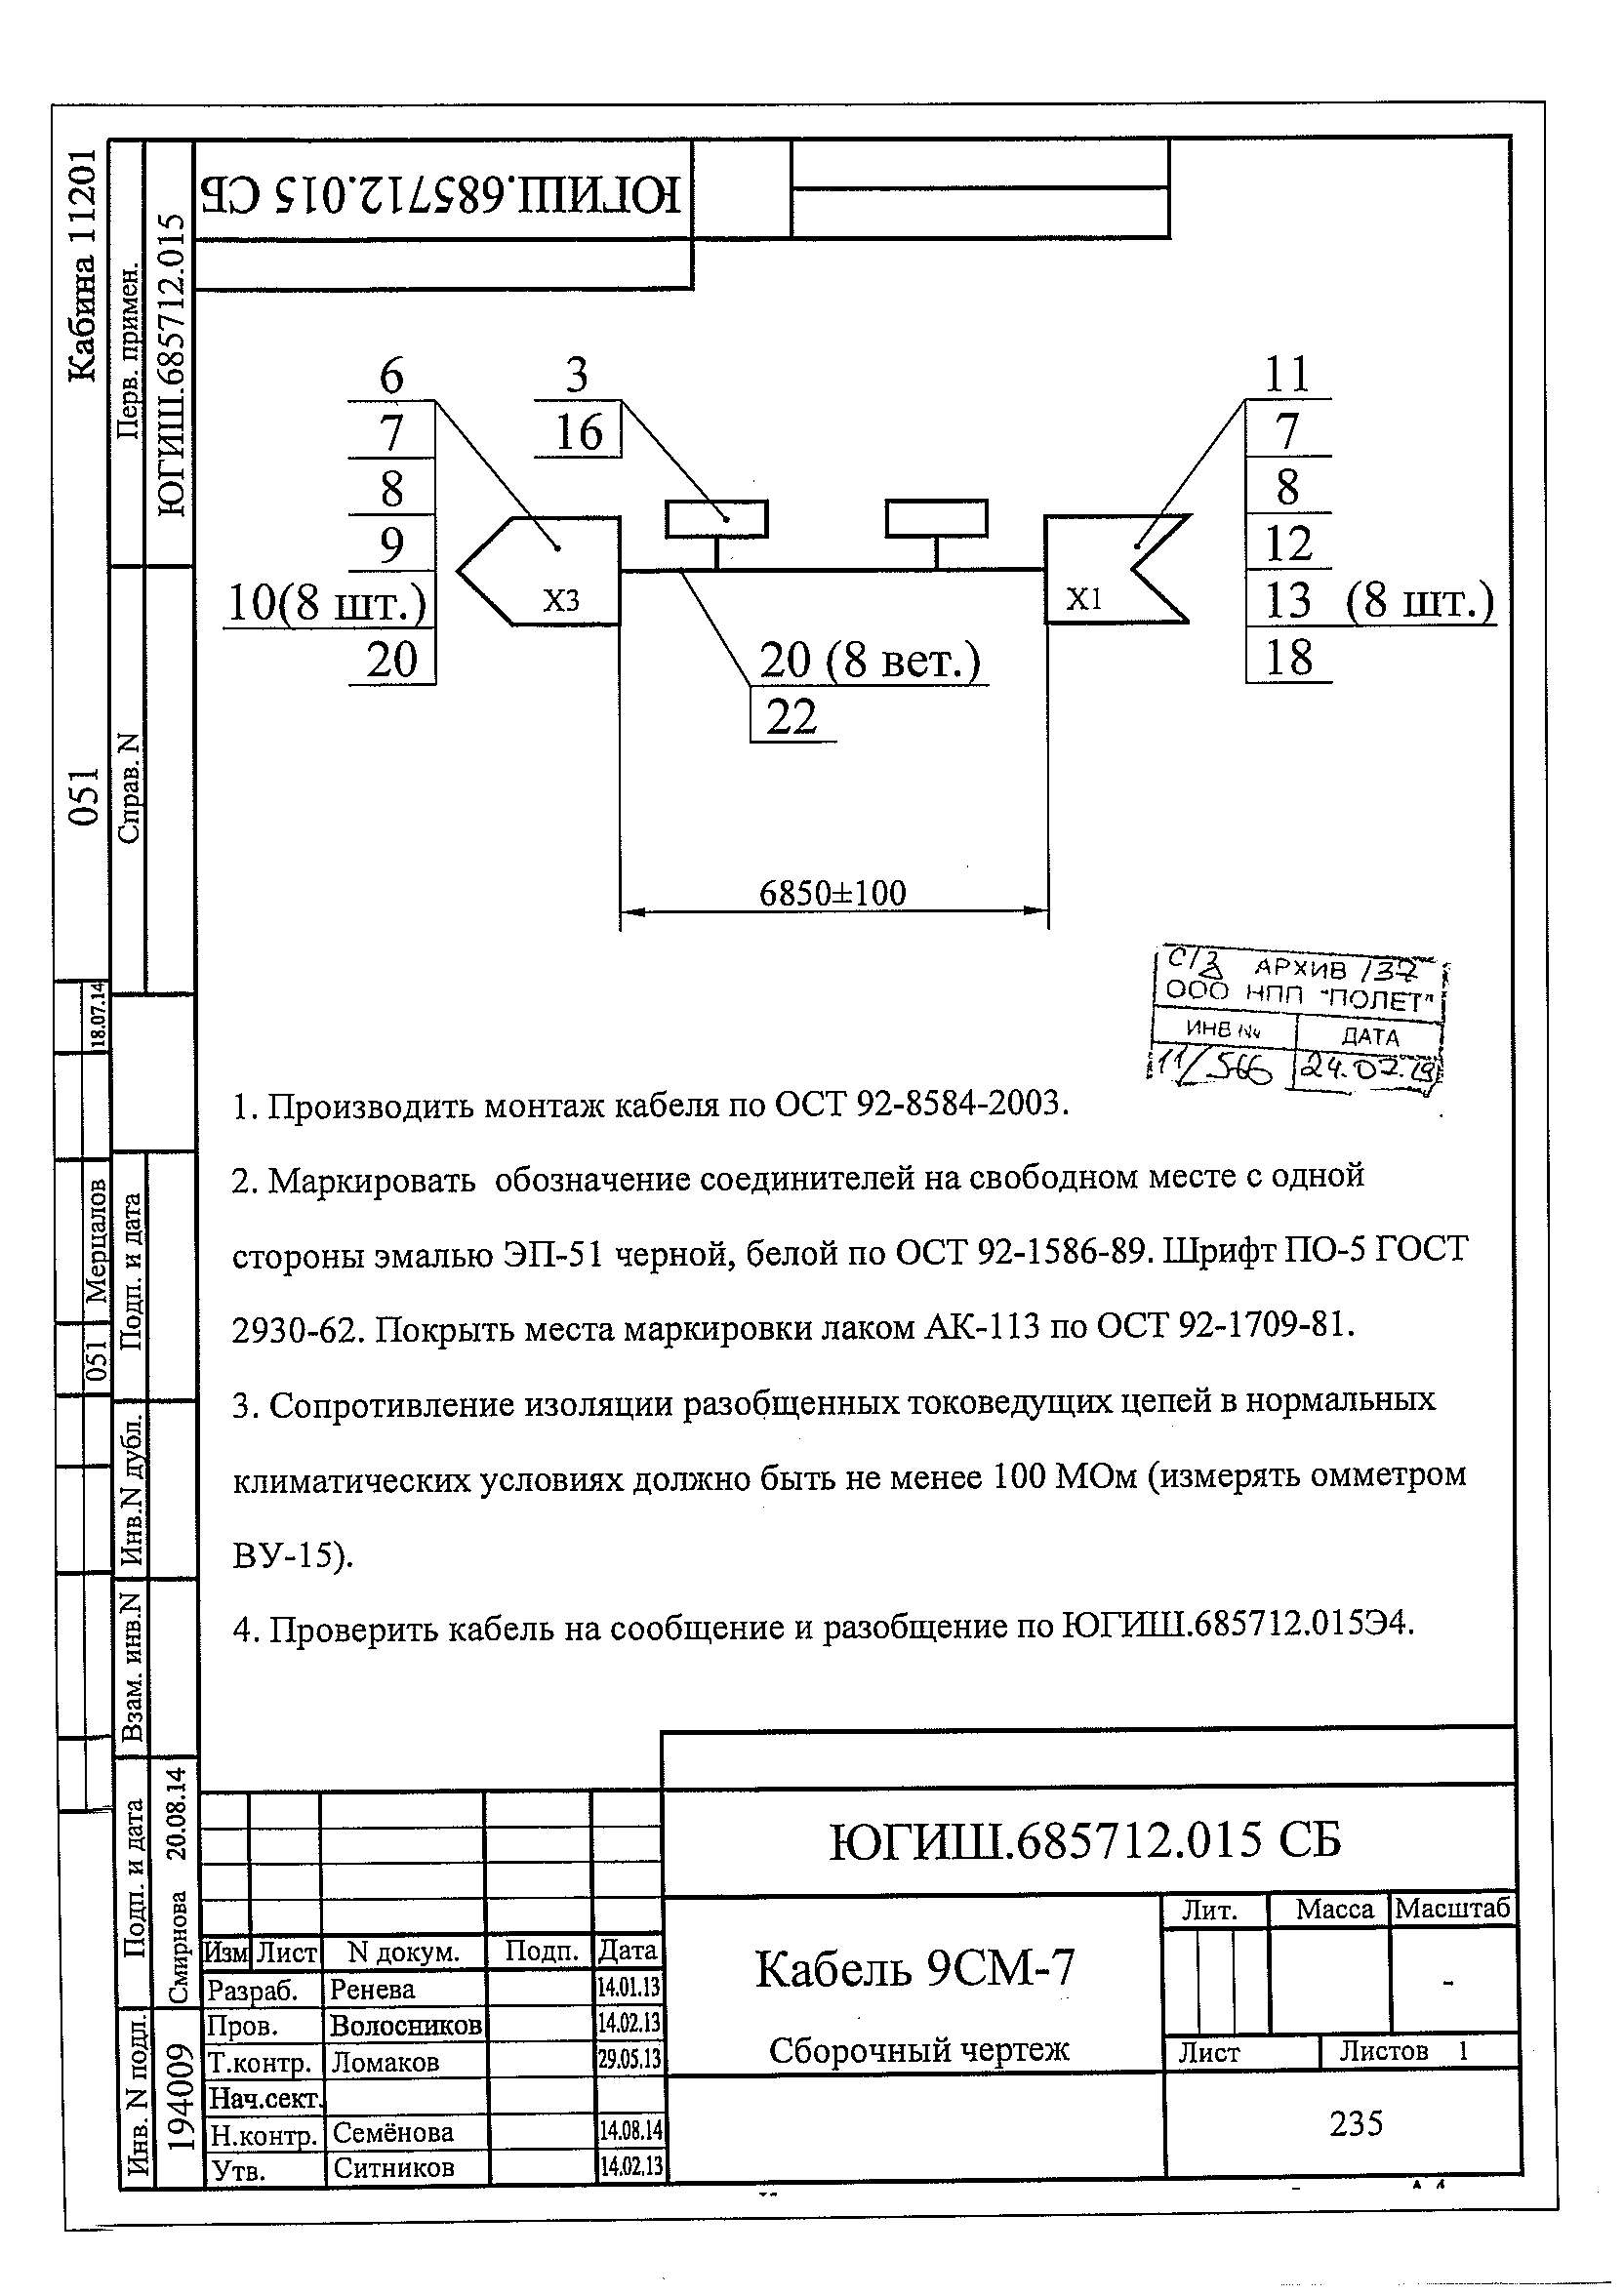 Кабина 11201
051
Перв. примен.
ЮГИШ.685712.015
Справ. N
ЮГИШ.685712.015 СБ
6
7
8
9
10(8 шт.)
20
3
16
11
7
8
12
13 (8 шт.)
18
X3
X1
20 (8 вет.)
22
6850±100
АРХИВ 137
ООО НПП "ПОЛЕТ"
ИНВ № ДАТА
11/566
1. Производить монтаж кабеля по ОСТ 92-8584-2003.
2. Маркировать обозначение соединителей на свободном месте с одной
стороны эмалью ЭП-51 черной, белой по ОСТ 92-1586-89. Шрифт ПО-5 ГОСТ
2930-62. Покрыть места маркировки лаком АК-113 по ОСТ 92-1709-81.
3. Сопротивление изоляции разобщенных токоведущих цепей в нормальных
климатических условиях должно быть не менее 100 МОм (измерять омметром
ВУ-15).
4. Проверить кабель на сообщение и разобщение по ЮГИШ.685712.015Э4.
18.07.14
Мерцалов
051
Подп. и дата
Инв.N дубл.
Взам. инв.N
Подп. и дата
Смирнова 20.08.14
Инв. N подл.
194009
ЮГИШ.685712.015 СБ
Изм Лист N докум. Подп. Дата
Разраб. Ренева 14.01.13
Пров. Волосников 14.02.13
Т.контр. Ломаков 29.05.13
Нач.сект.
Н.контр. Семёнова 14.08.14
Утв. Ситников 14.02.13
Кабель 9СМ-7
Сборочный чертеж
Лит. Масса Масштаб
-
Лист Листов 1
235